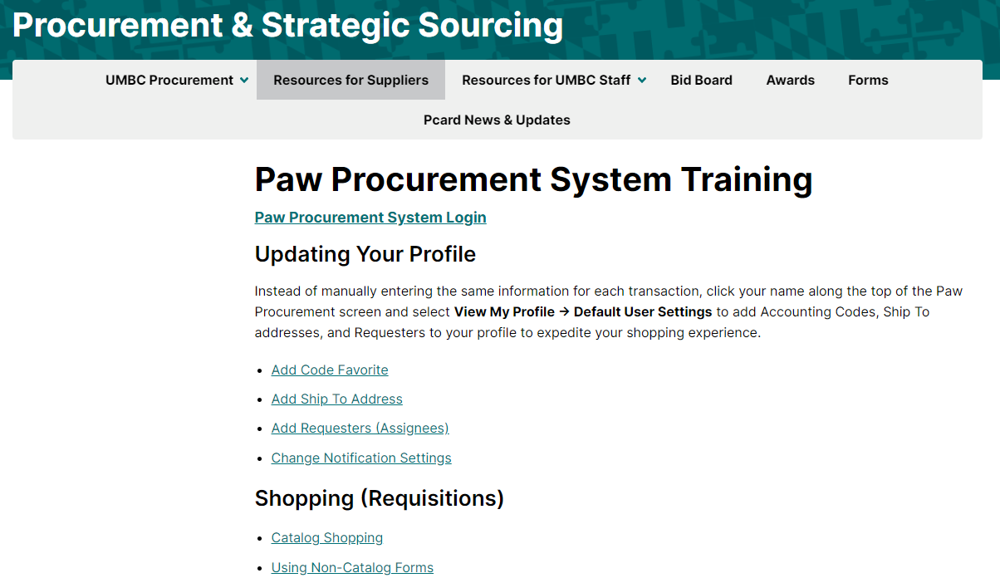 Procurement & Strategic Sourcing
UMBC Procurement
Resources for Suppliers
Resources for UMBC Staff
Bid Board
Awards
Forms
Pcard News & Updates
Paw Procurement System Training
Paw Procurement System Login
Updating Your Profile
Instead of manually entering the same information for each transaction, click your name along the top of the Paw
Procurement screen and select View My Profile → Default User Settings to add Accounting Codes, Ship To
addresses, and Requesters to your profile to expedite your shopping experience.
• Add Code Favorite
• Add Ship To Address
• Add Requesters (Assignees)
• Change Notification Settings
Shopping (Requisitions)
• Catalog Shopping
• Using Non-Catalog Forms